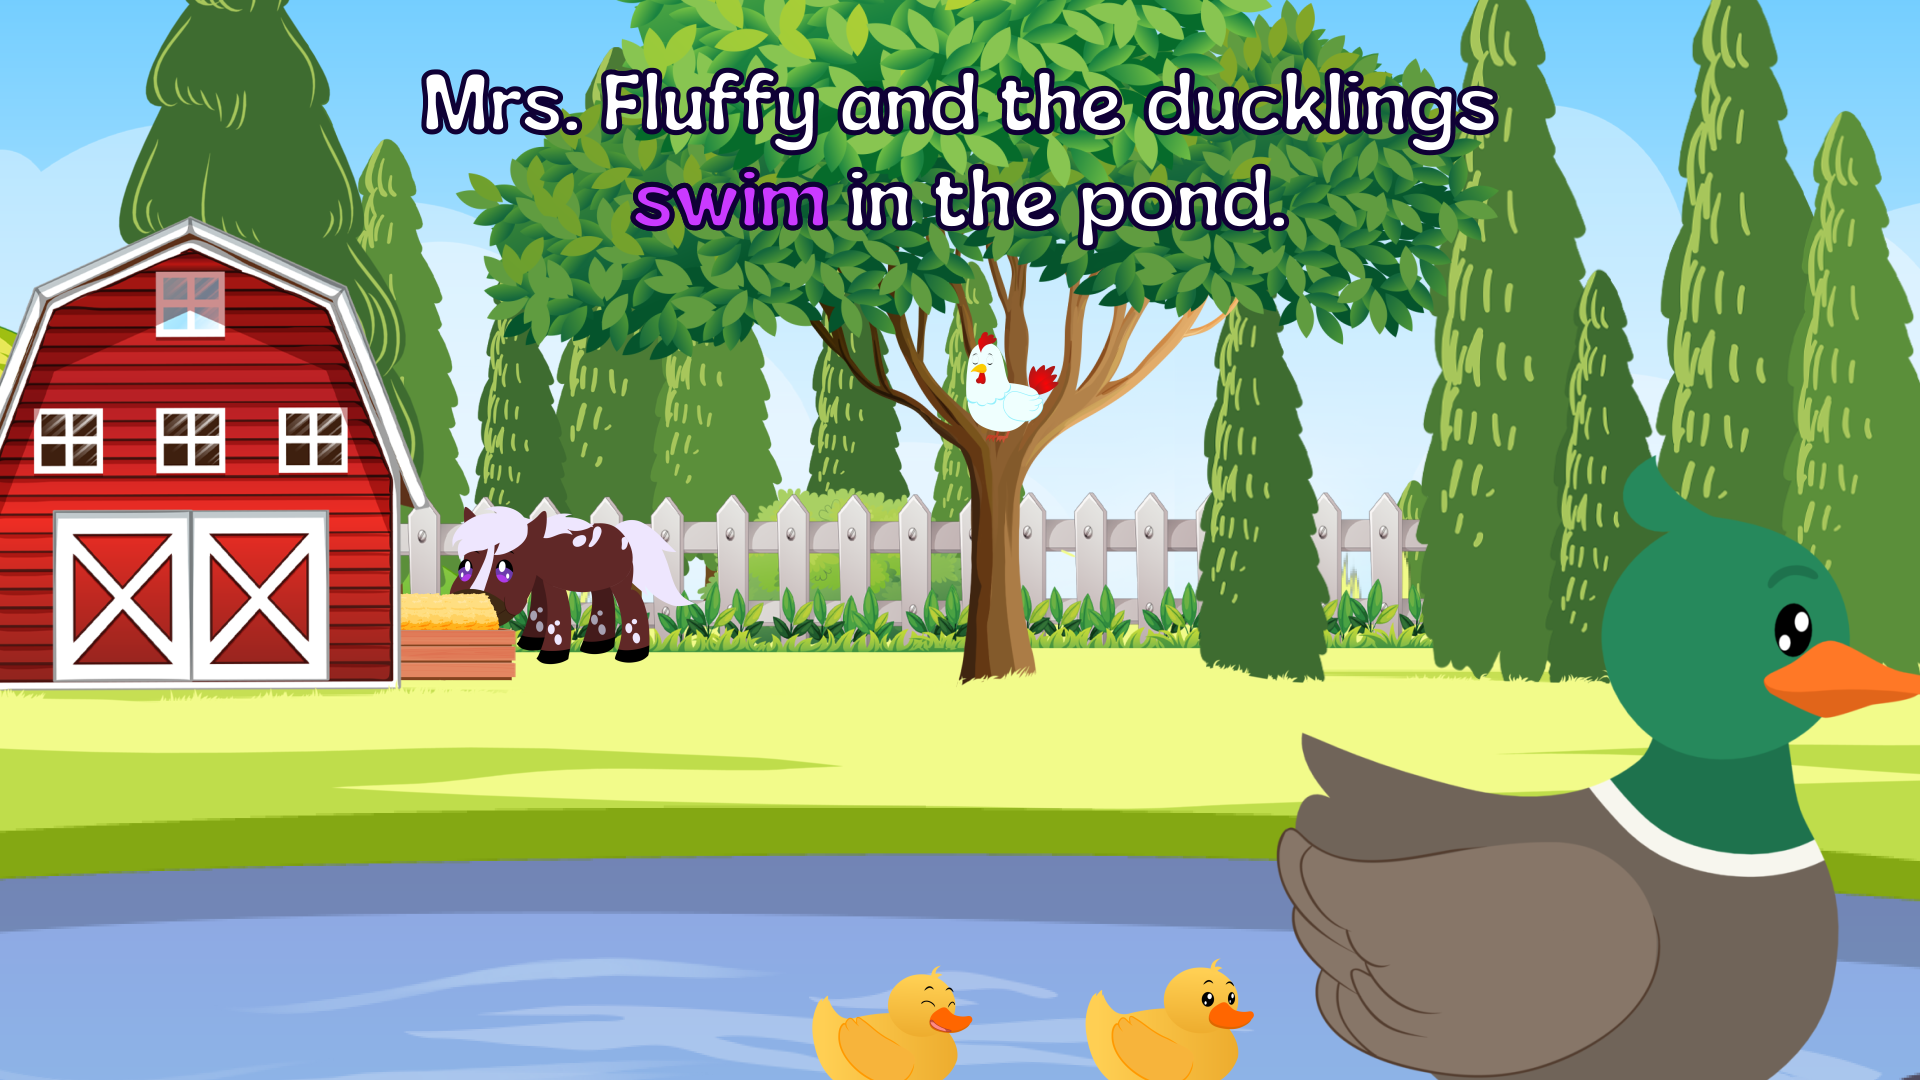 Mrs. Fluffy and the ducklings
swim in the pond.